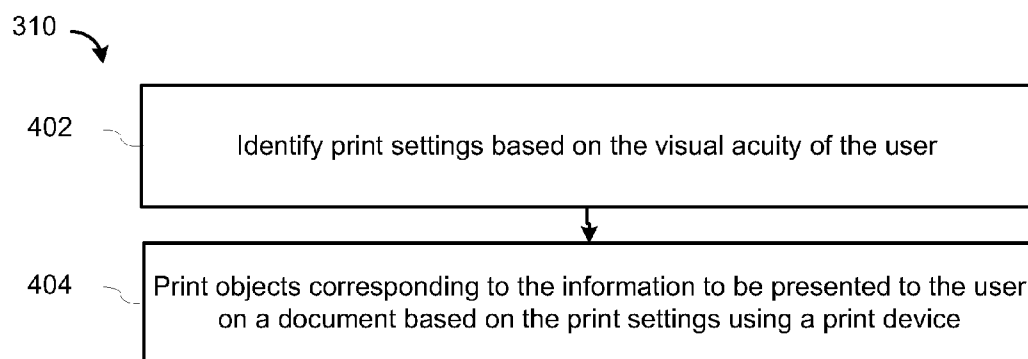 310
402
Identify print settings based on the visual acuity of the user
404
Print objects corresponding to the information to be presented to the user
on a document based on the print settings using a print device